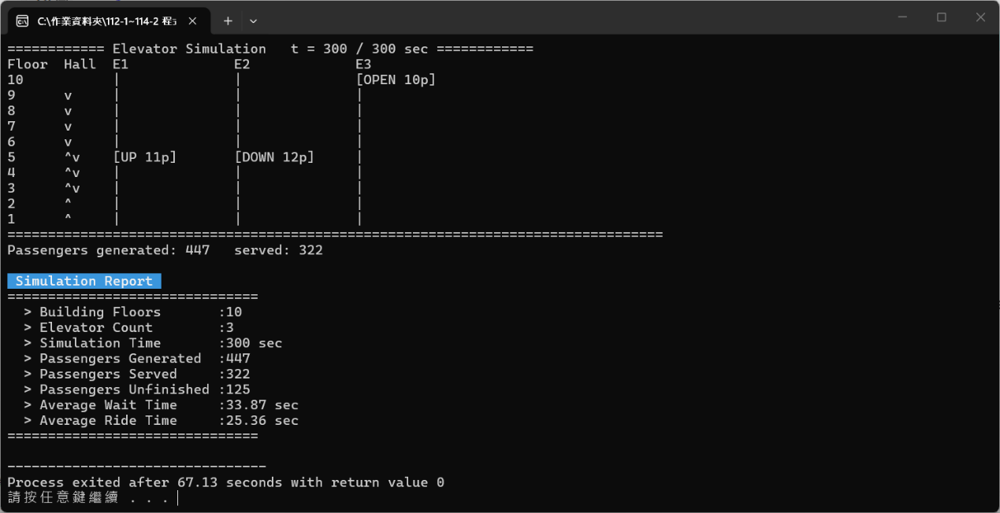 C:\作業資料夾\112-1~114-2 程
============ Elevator Simulation   t = 300 / 300 sec ============
Floor  Hall  E1             E2             E3
10           |              |              [OPEN 10p]
9      v     |              |              |
8      v     |              |              |
7      v     |              |              |
6      v     |              |              |
5      ^v    [UP 11p]       [DOWN 12p]     |
4      ^v    |              |              |
3      ^v    |              |              |
2      ^     |              |              |
1      ^     |              |              |
=================================================================================
Passengers generated: 447   served: 322
Simulation Report
===============================
  > Building Floors       :10
  > Elevator Count        :3
  > Simulation Time       :300 sec
  > Passengers Generated  :447
  > Passengers Served     :322
  > Passengers Unfinished :125
  > Average Wait Time     :33.87 sec
  > Average Ride Time     :25.36 sec
===============================
--------------------------------
Process exited after 67.13 seconds with return value 0
請按任意鍵繼續 . . .